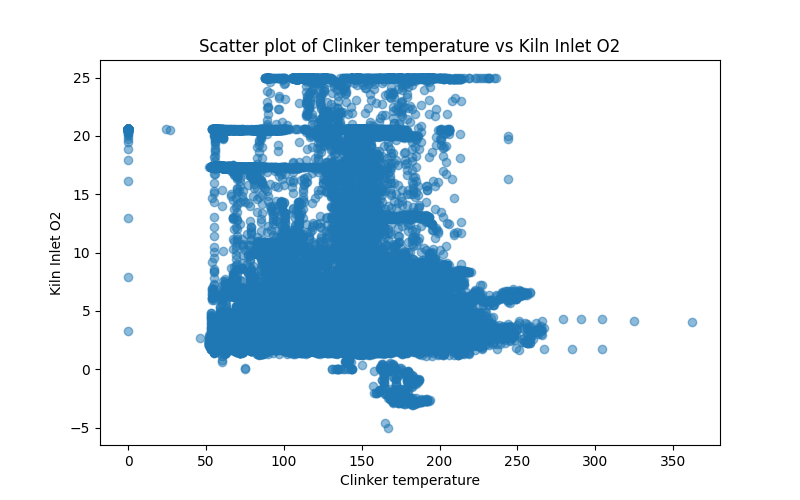 Scatter plot of Clinker temperature vs Kiln Inlet O2
25
20
15
10
5
0
−5
Kiln Inlet O2
0 50 100 150 200 250 300 350
Clinker temperature